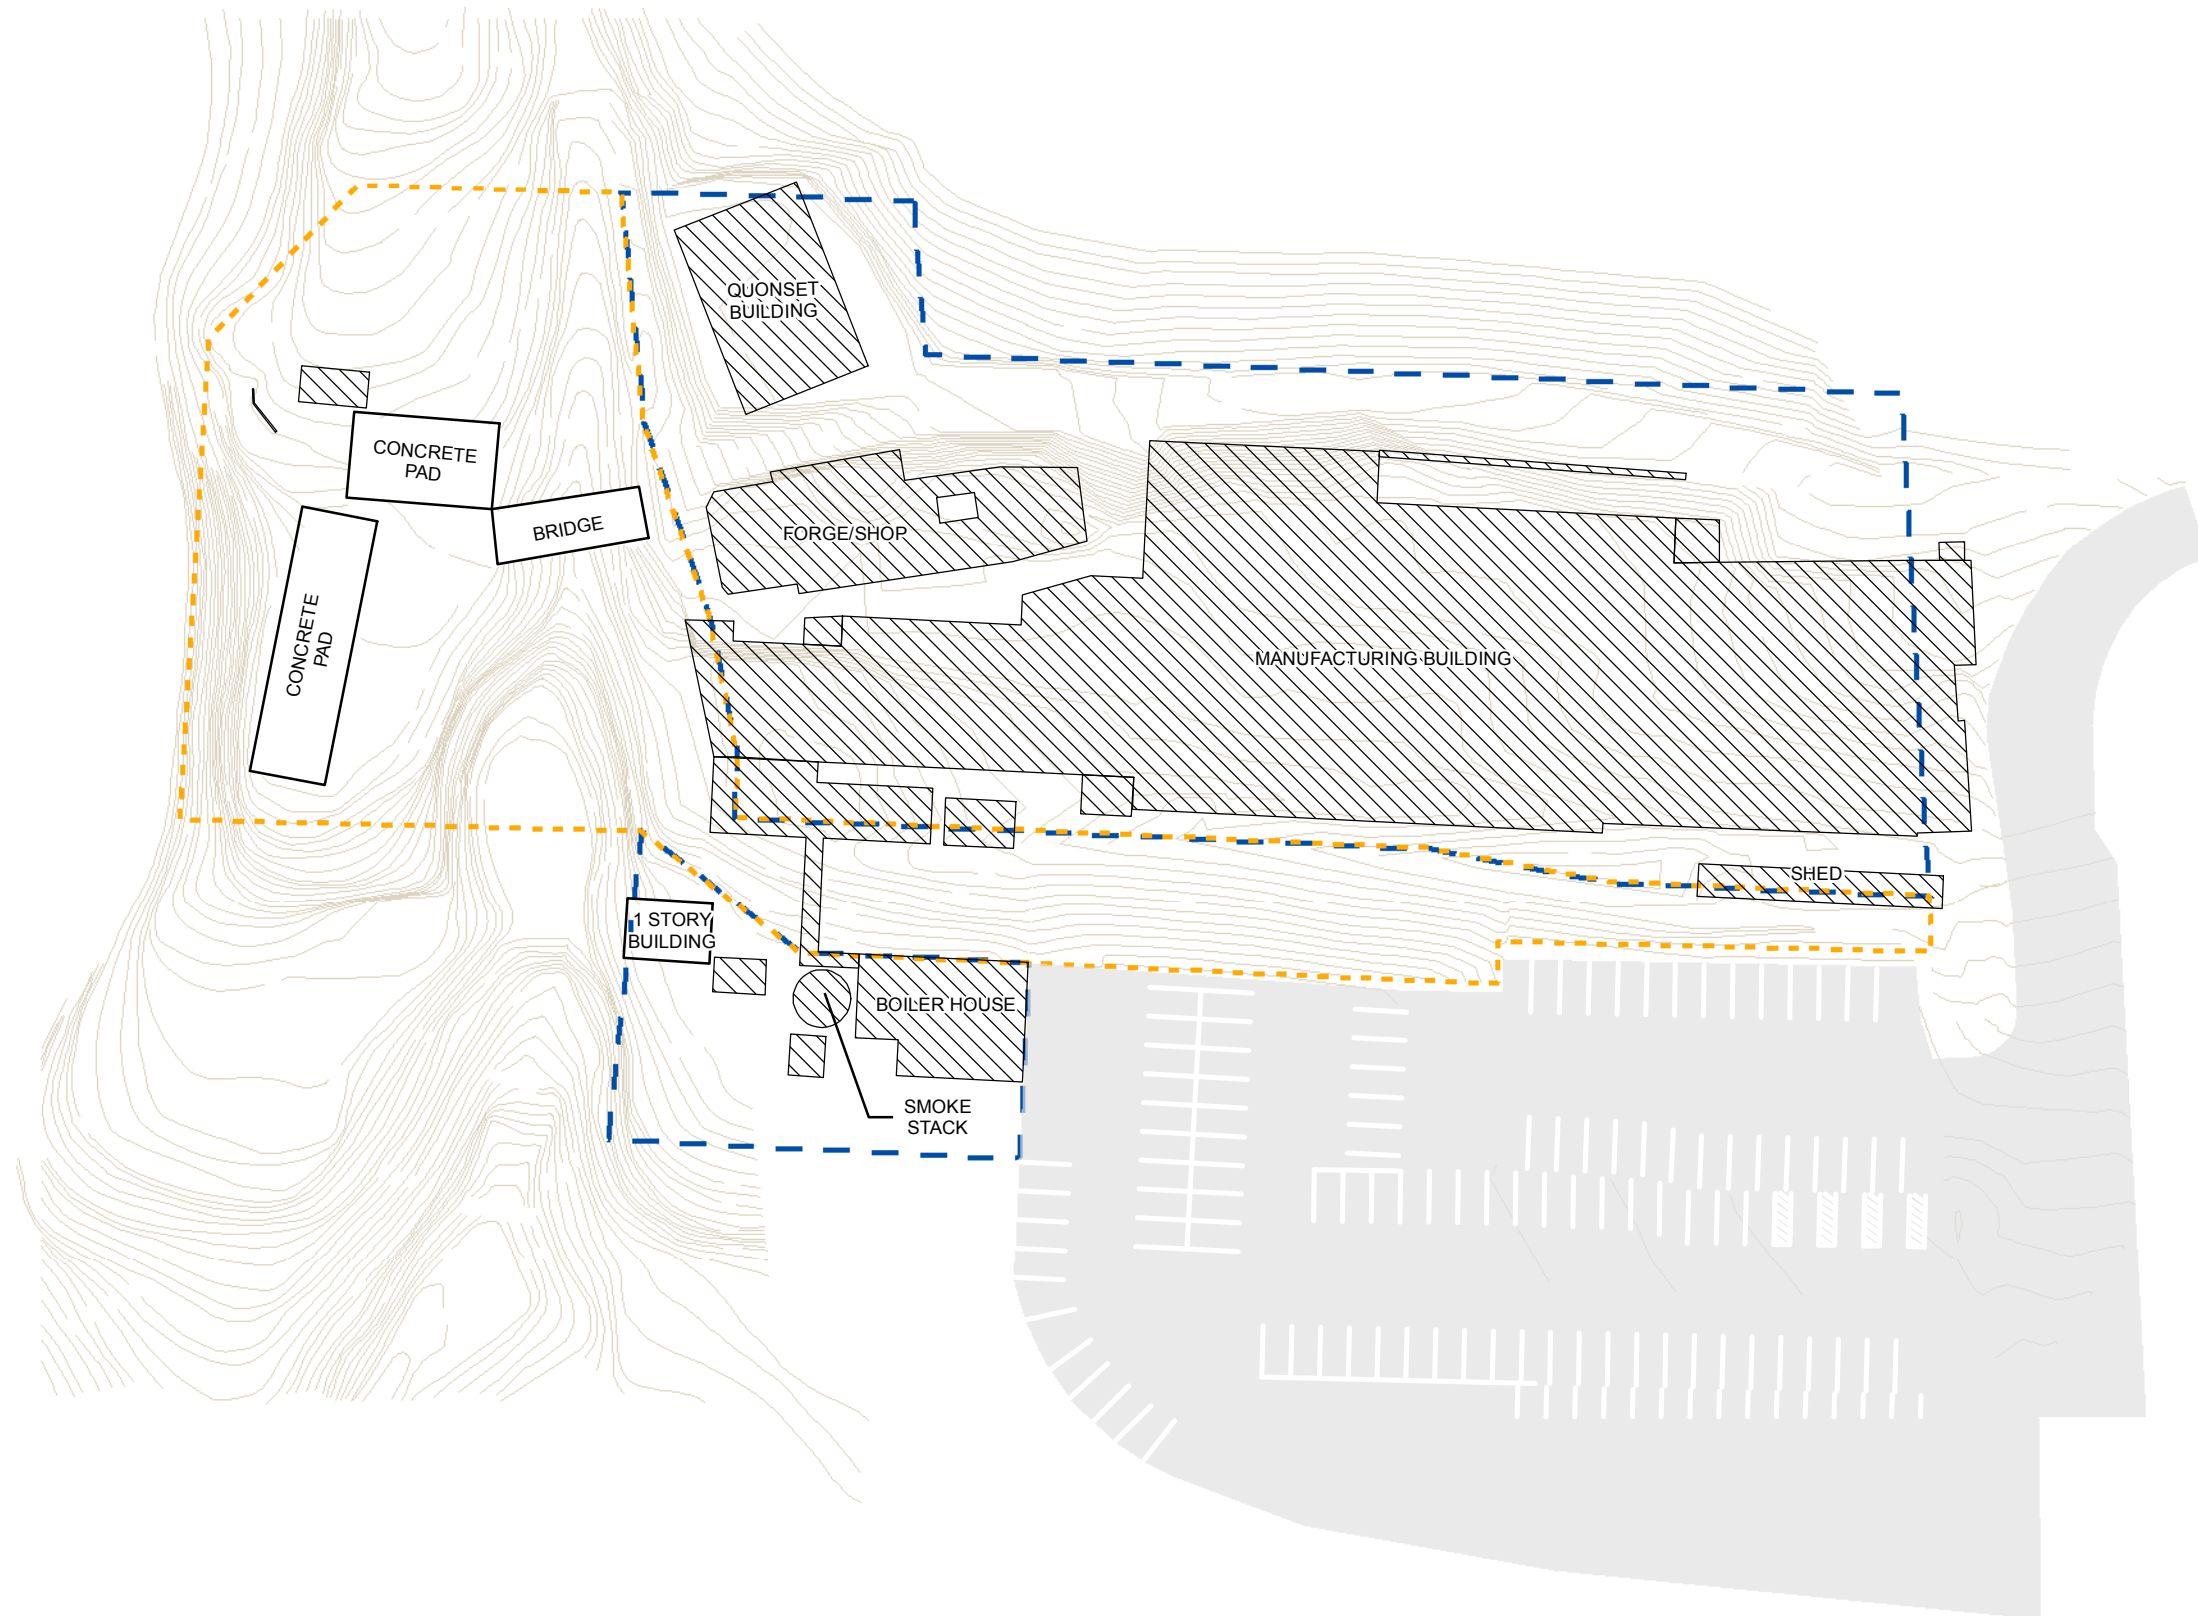 QUONSET
BUILDING
CONCRETE
PAD
BRIDGE
FORGE/SHOP
CONCRETE
PAD
MANUFACTURING BUILDING
SHED
1 STORY
BUILDING
BOILER HOUSE
SMOKE
STACK